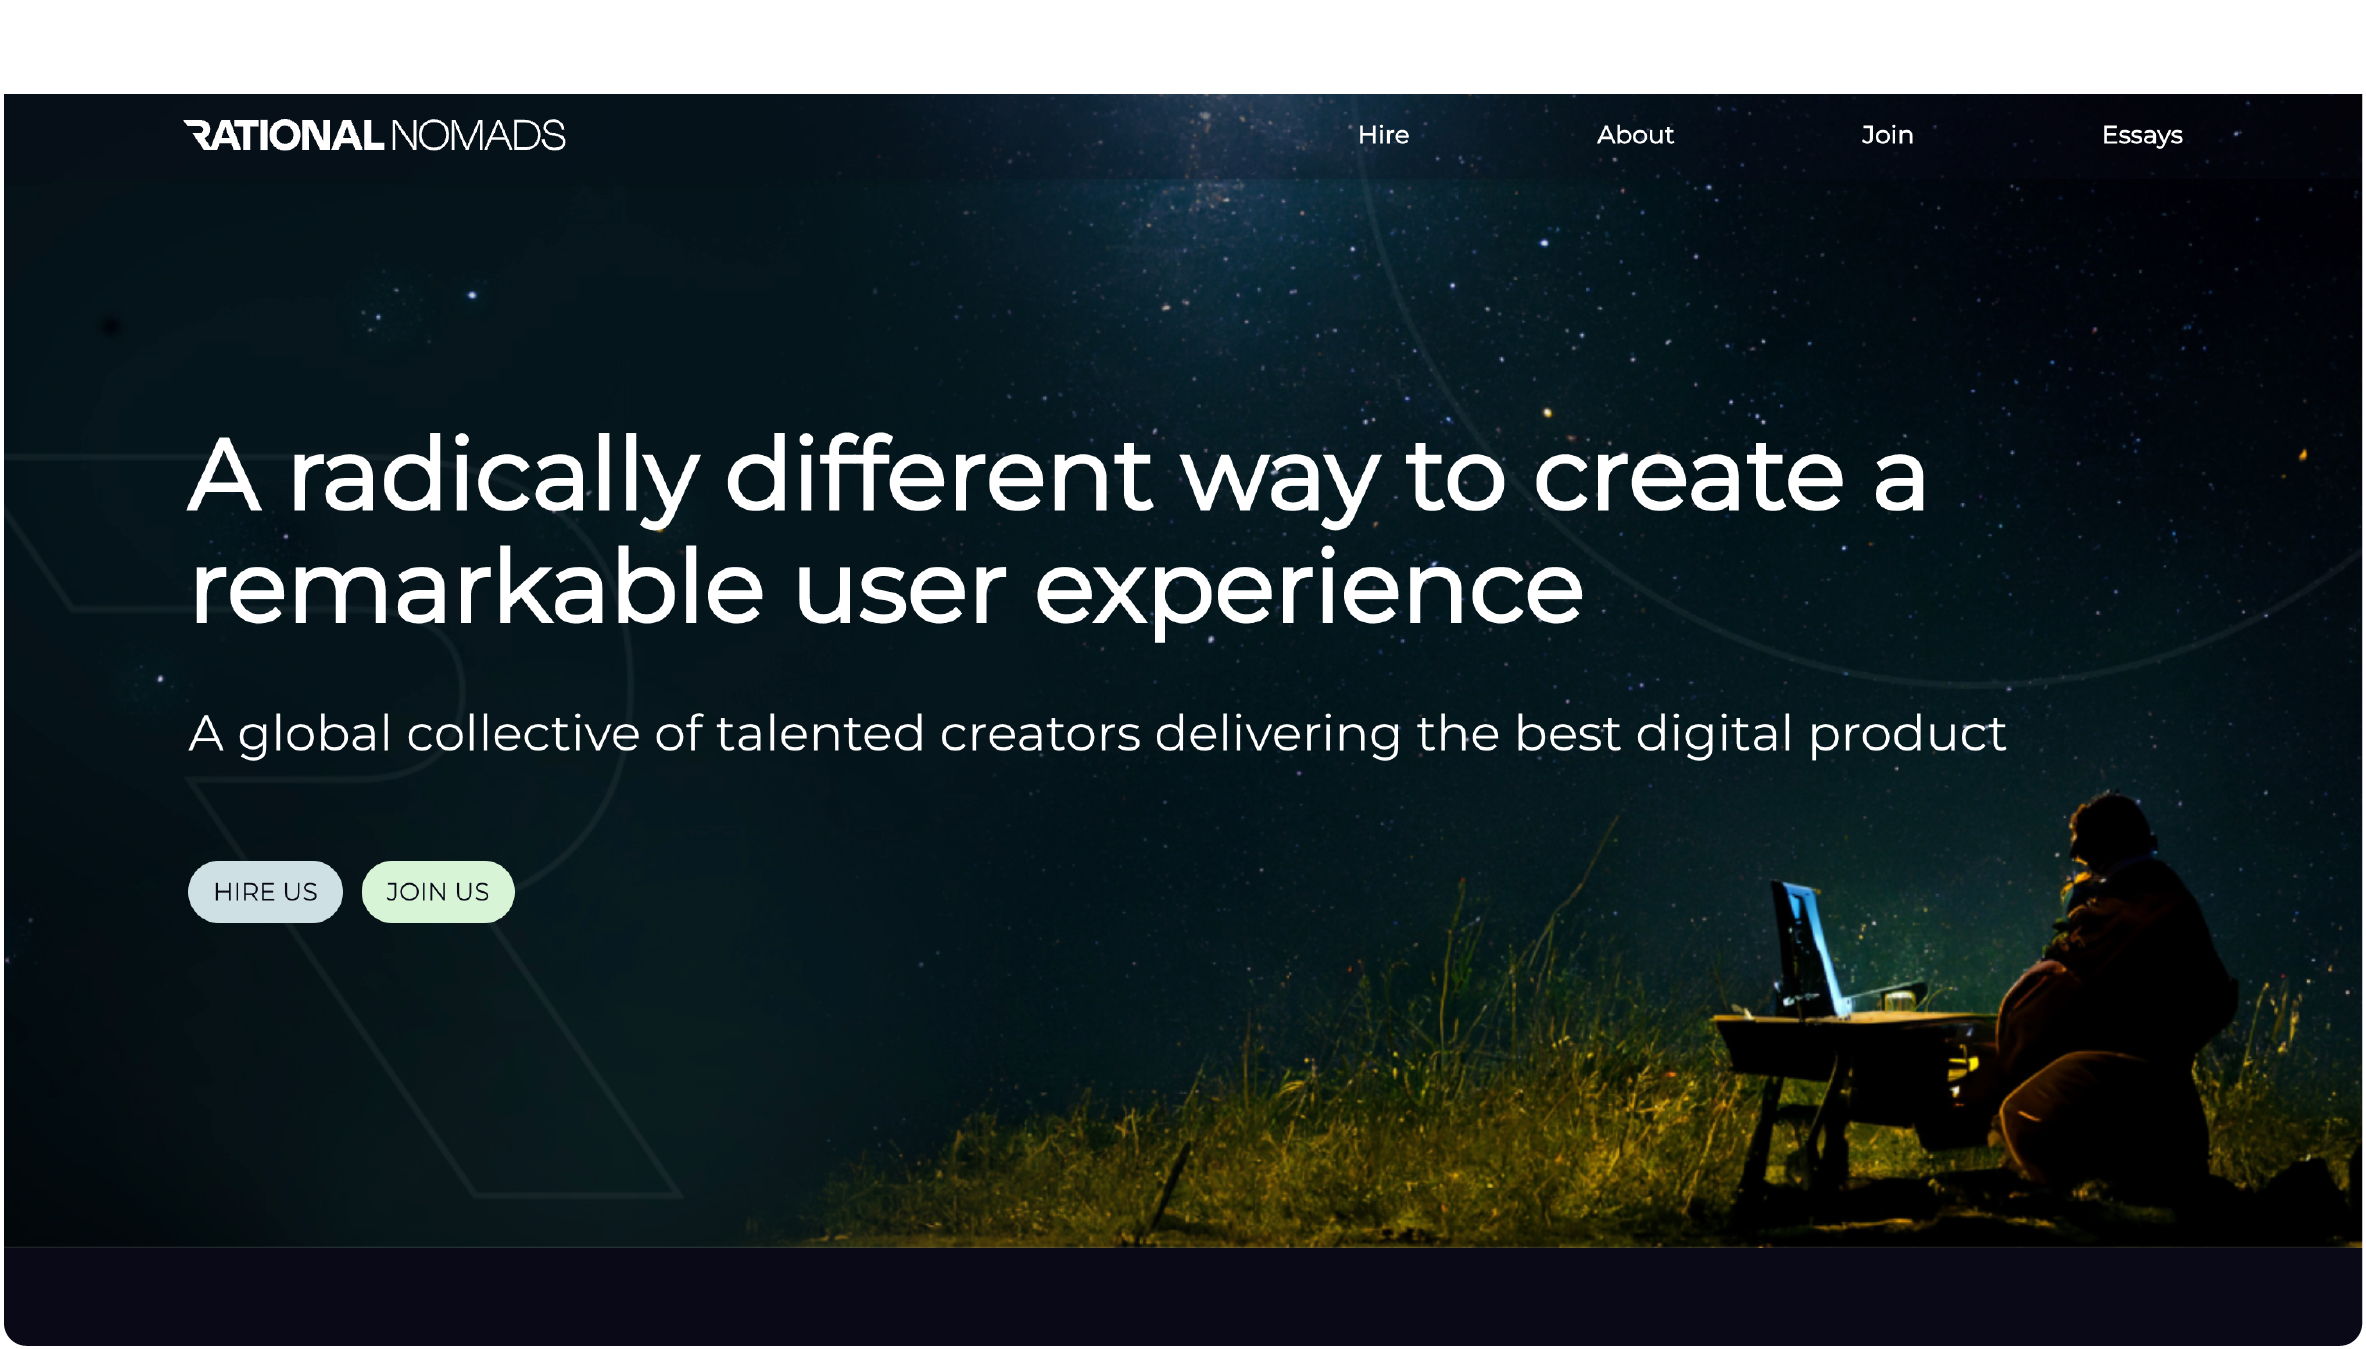 RATIONAL NOMADS
Hire
About
Join
Essays
A radically different way to create a
remarkable user experience
A global collective of talented creators delivering the best digital product
HIRE US
JOIN US